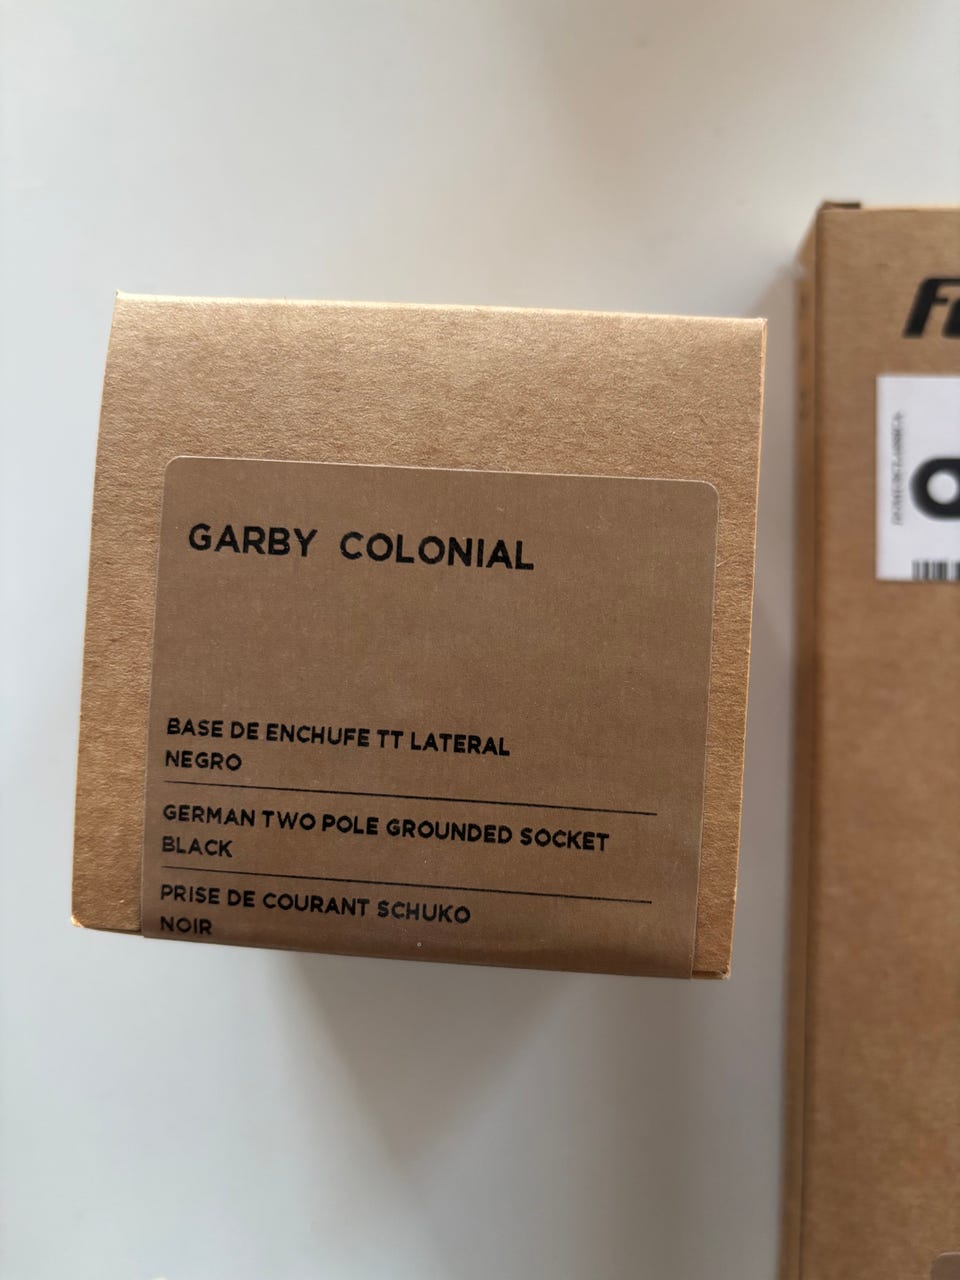 GARBY COLONIAL
BASE DE ENCHUFE TT LATERAL
NEGRO
GERMAN TWO POLE GROUNDED SOCKET
BLACK
PRISE DE COURANT SCHUKO
NOIR